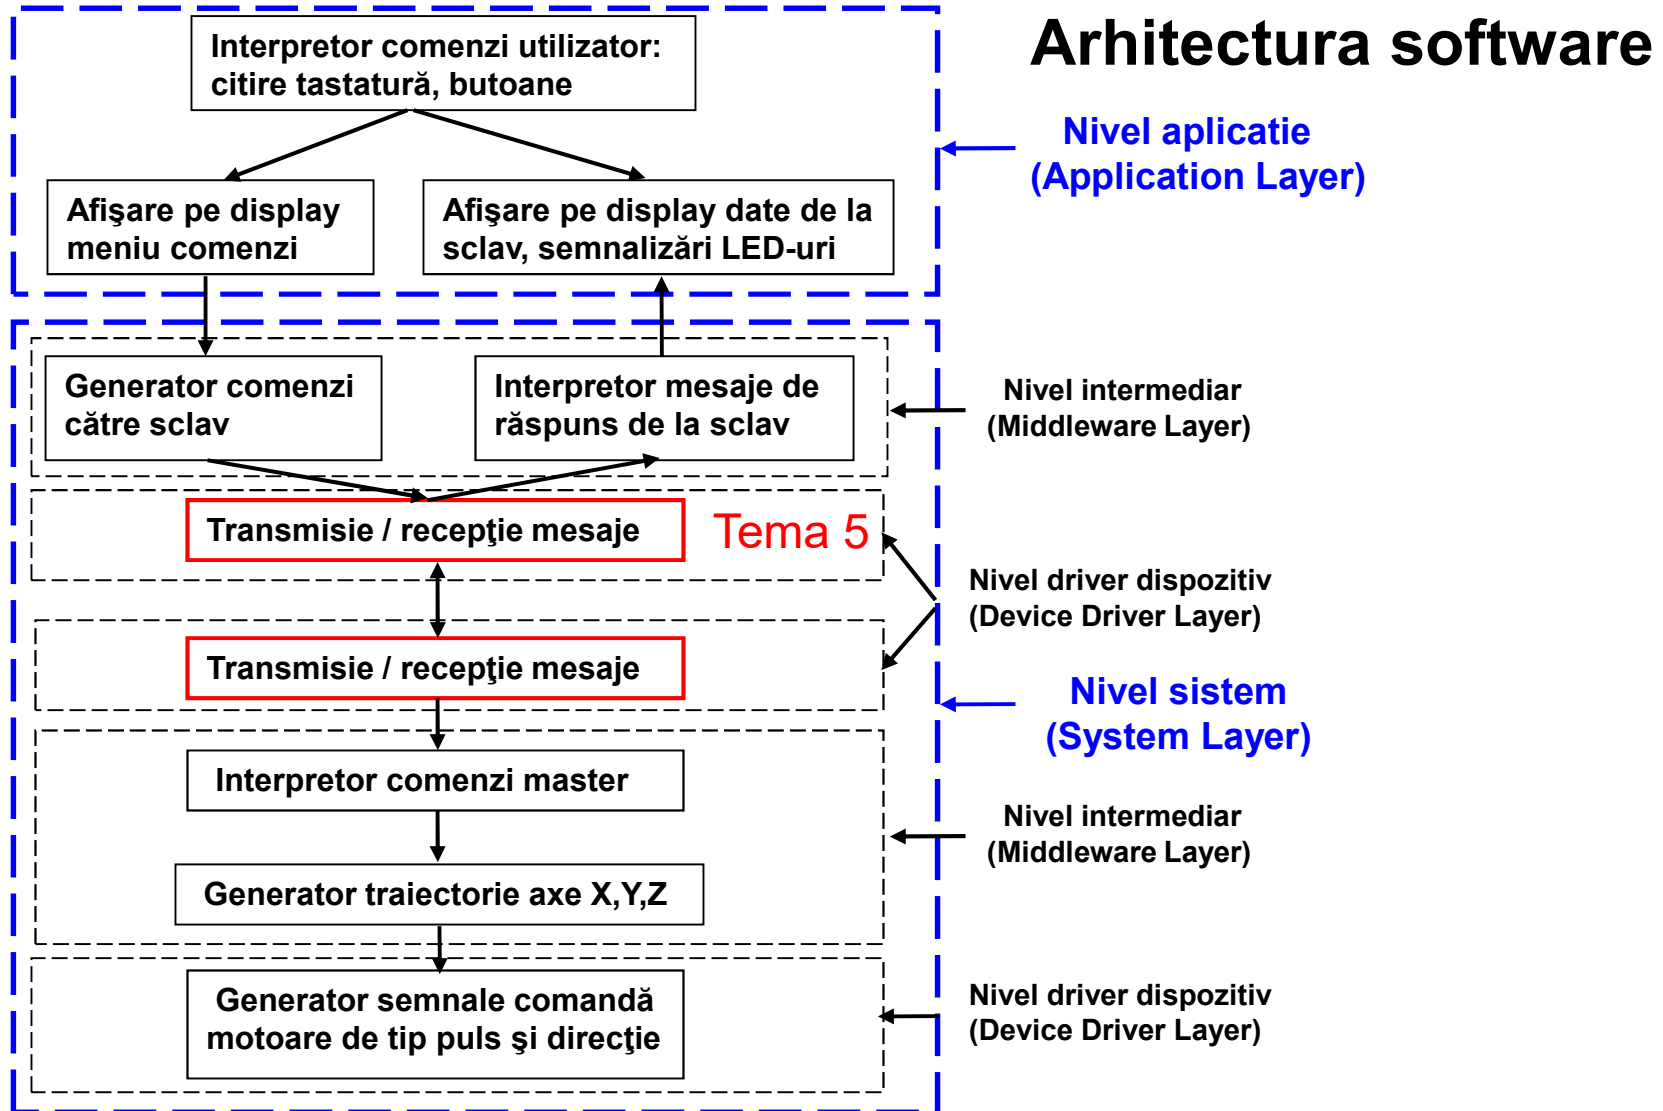 Arhitectura software
Interpretor comenzi utilizator:
citire tastatură, butoane
Nivel aplicatie
(Application Layer)
Afişare pe display
meniu comenzi
Afişare pe display date de la
sclav, semnalizări LED-uri
Generator comenzi
către sclav
Interpretor mesaje de
răspuns de la sclav
Nivel intermediar
(Middleware Layer)
Transmisie / recepţie mesaje
Tema 5
Nivel driver dispozitiv
(Device Driver Layer)
Transmisie / recepţie mesaje
Nivel sistem
(System Layer)
Interpretor comenzi master
Nivel intermediar
(Middleware Layer)
Generator traiectorie axe X,Y,Z
Generator semnale comandă
motoare de tip puls şi direcţie
Nivel driver dispozitiv
(Device Driver Layer)